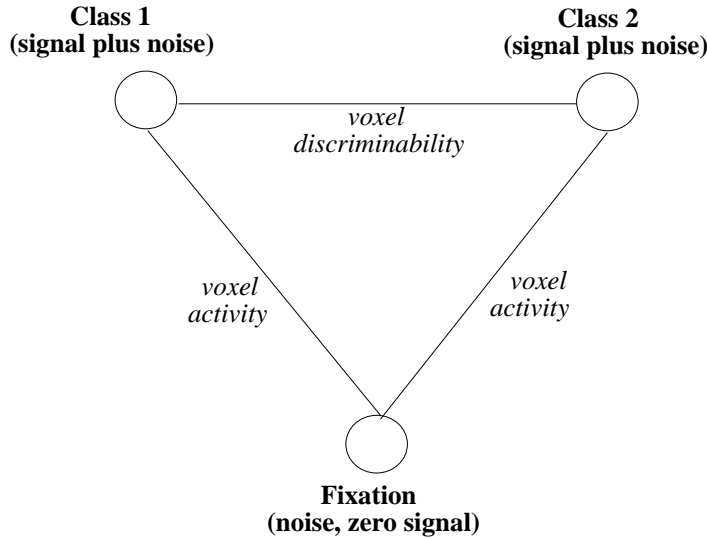 Class 1
(signal plus noise)
Class 2
(signal plus noise)
voxel
discriminability
voxel
activity
voxel
activity
Fixation
(noise, zero signal)